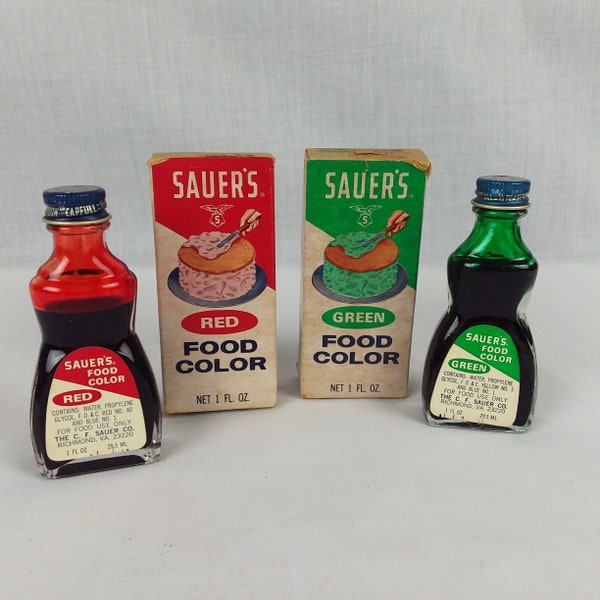 SAUER'S
S
RED
FOOD
COLOR
NET 1 FL. OZ.
SAUER'S
S
GREEN
FOOD
COLOR
NET 1 FL. OZ.
"CAPFULL
SAUER'S
FOOD
COLOR
RED
CONTAINS: WATER, PROPYLENE
GLYCOL, F. D. & C. RED NO. 40
AND BLUE NO. 1
FOR FOOD USE ONLY
THE C. F. SAUER CO.
RICHMOND, VA. 23220
1 FL OZ 29.5 ML
SAUER'S
FOOD
COLOR
GREEN
CONTAINS: WATER, PROPYLENE
GLYCOL, F. D. & C. YELLOW NO. 5
AND BLUE NO. 1
FOR FOOD USE ONLY
THE C. F. SAUER CO.
RICHMOND, VA. 23220
1 FL OZ 29.5 ML